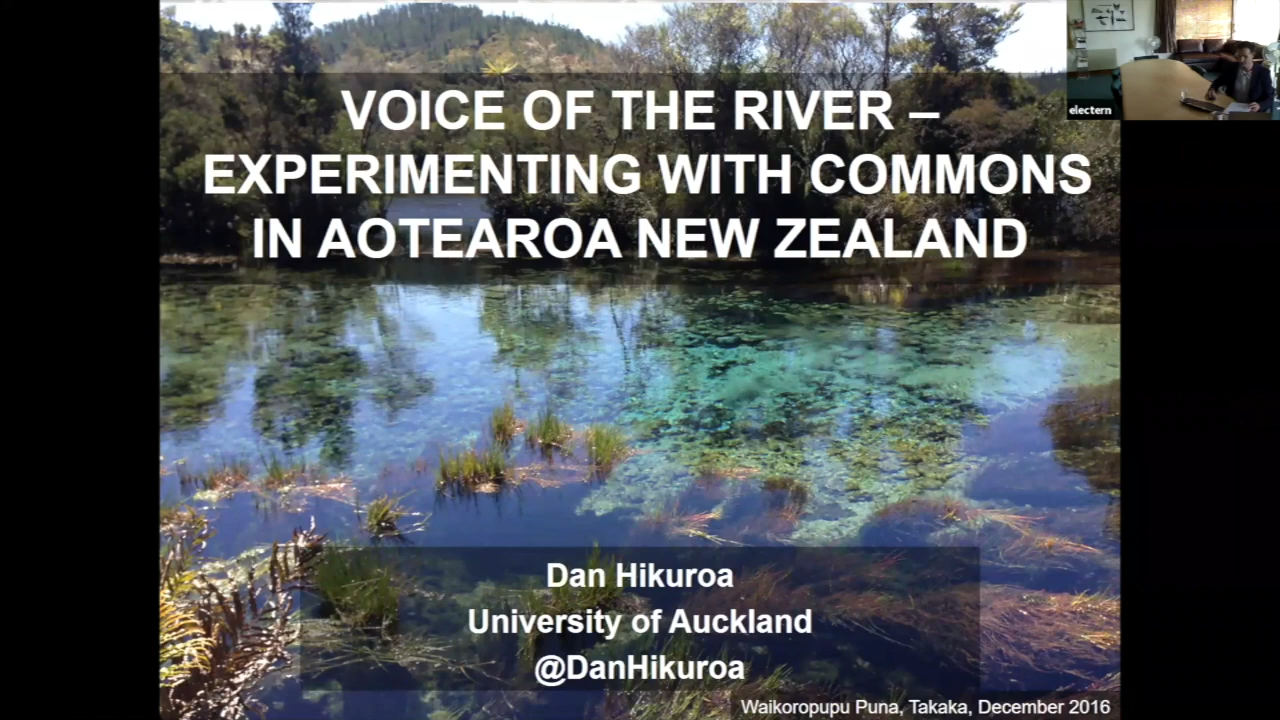 VOICE OF THE RIVER –
EXPERIMENTING WITH COMMONS
IN AOTEAROA NEW ZEALAND
electern
Dan Hikuroa
University of Auckland
@DanHikuroa
Waikoropupu Puna, Takaka, December 2016